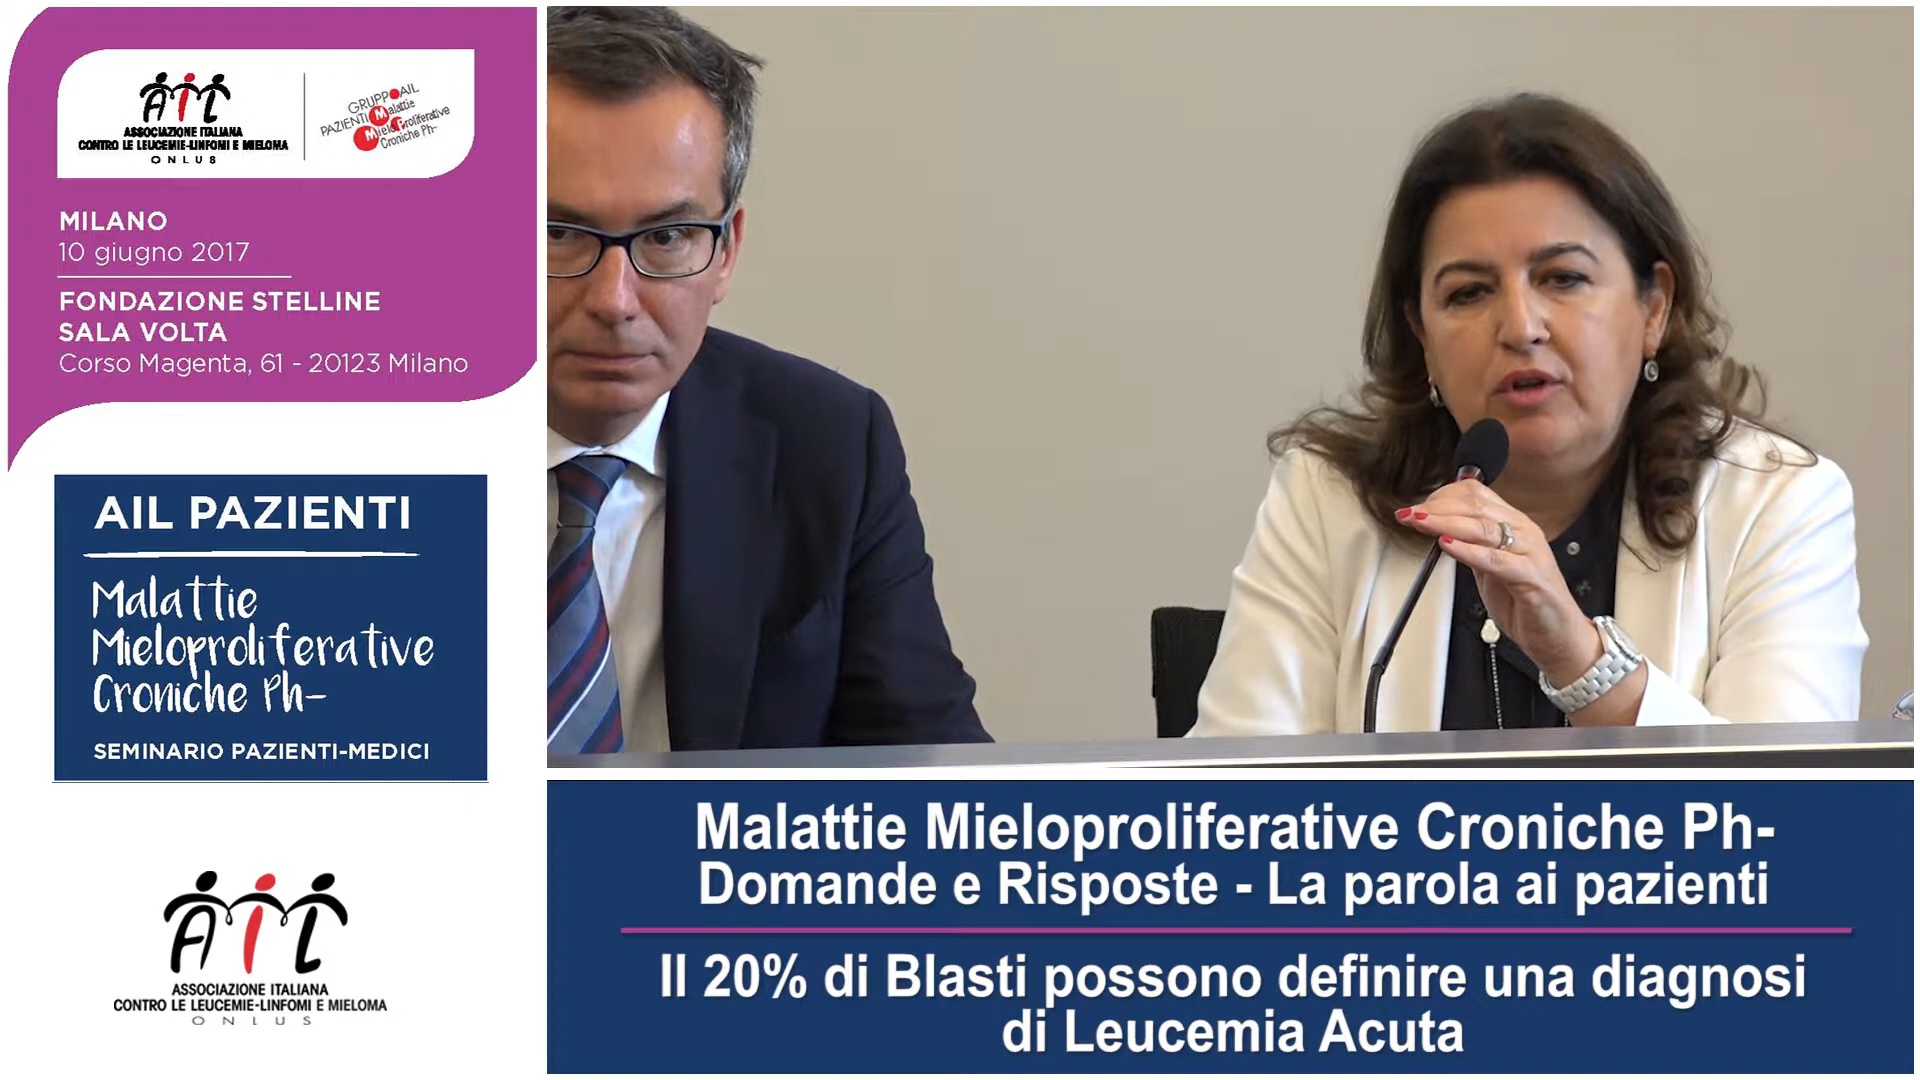 AIL
ASSOCIAZIONE ITALIANA
CONTRO LE LEUCEMIE-LINFOMI E MIELOMA
ONLUS
GRUPPO AIL
PAZIENTI Malattie
MieloProliferative
Croniche Ph-
MILANO
10 giugno 2017
FONDAZIONE STELLINE
SALA VOLTA
Corso Magenta, 61 - 20123 Milano
AIL PAZIENTI
Malattie
Mieloproliferative
Croniche Ph-
SEMINARIO PAZIENTI-MEDICI
AIL
ASSOCIAZIONE ITALIANA
CONTRO LE LEUCEMIE-LINFOMI E MIELOMA
ONLUS
Malattie Mieloproliferative Croniche Ph-
Domande e Risposte - La parola ai pazienti
Il 20% di Blasti possono definire una diagnosi
di Leucemia Acuta